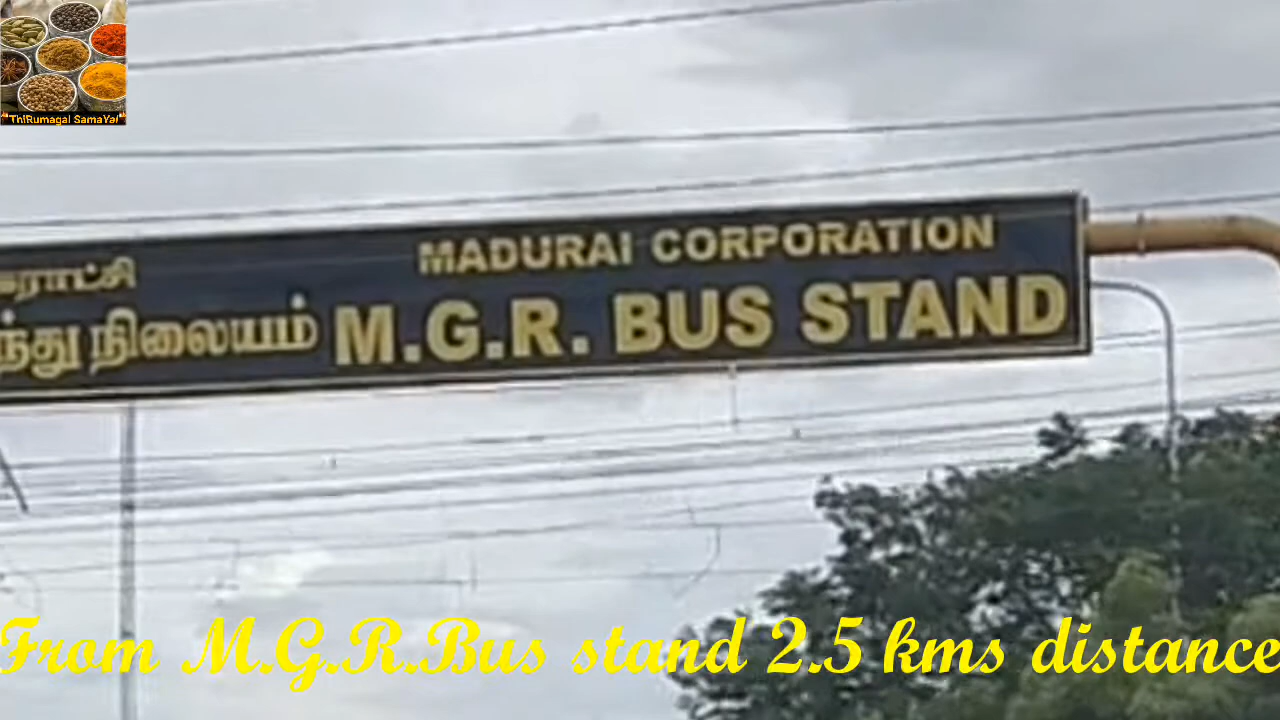 ThiRumagal SamaYal
MADURAI CORPORATION
நிலையம் M.G.R. BUS STAND
From M.G.R.Bus stand 2.5 kms distance